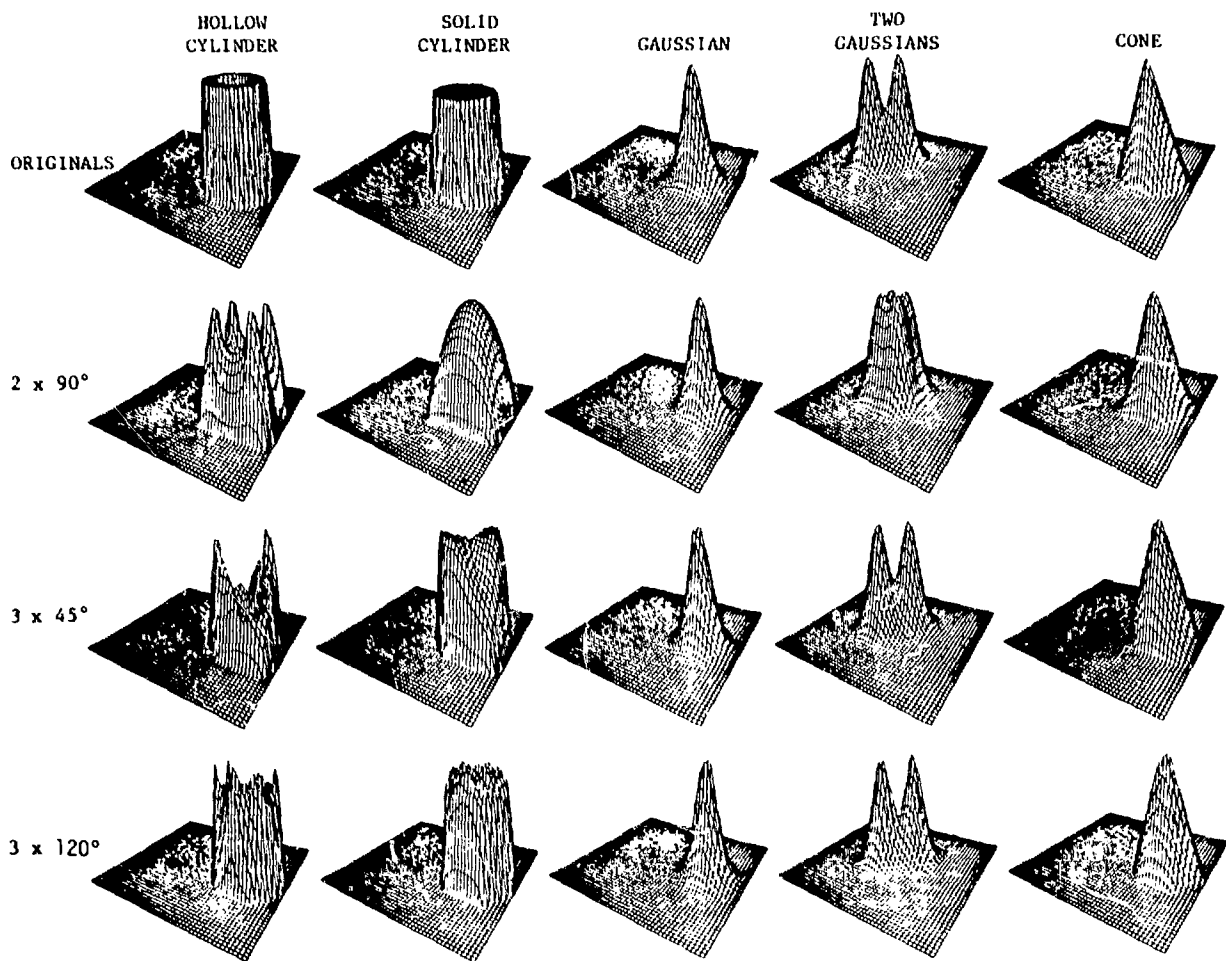 HOLLOW CYLINDER
SOLID CYLINDER
GAUSSIAN
TWO GAUSSIANS
CONE
ORIGINALS
2 x 90°
3 x 45°
3 x 120°